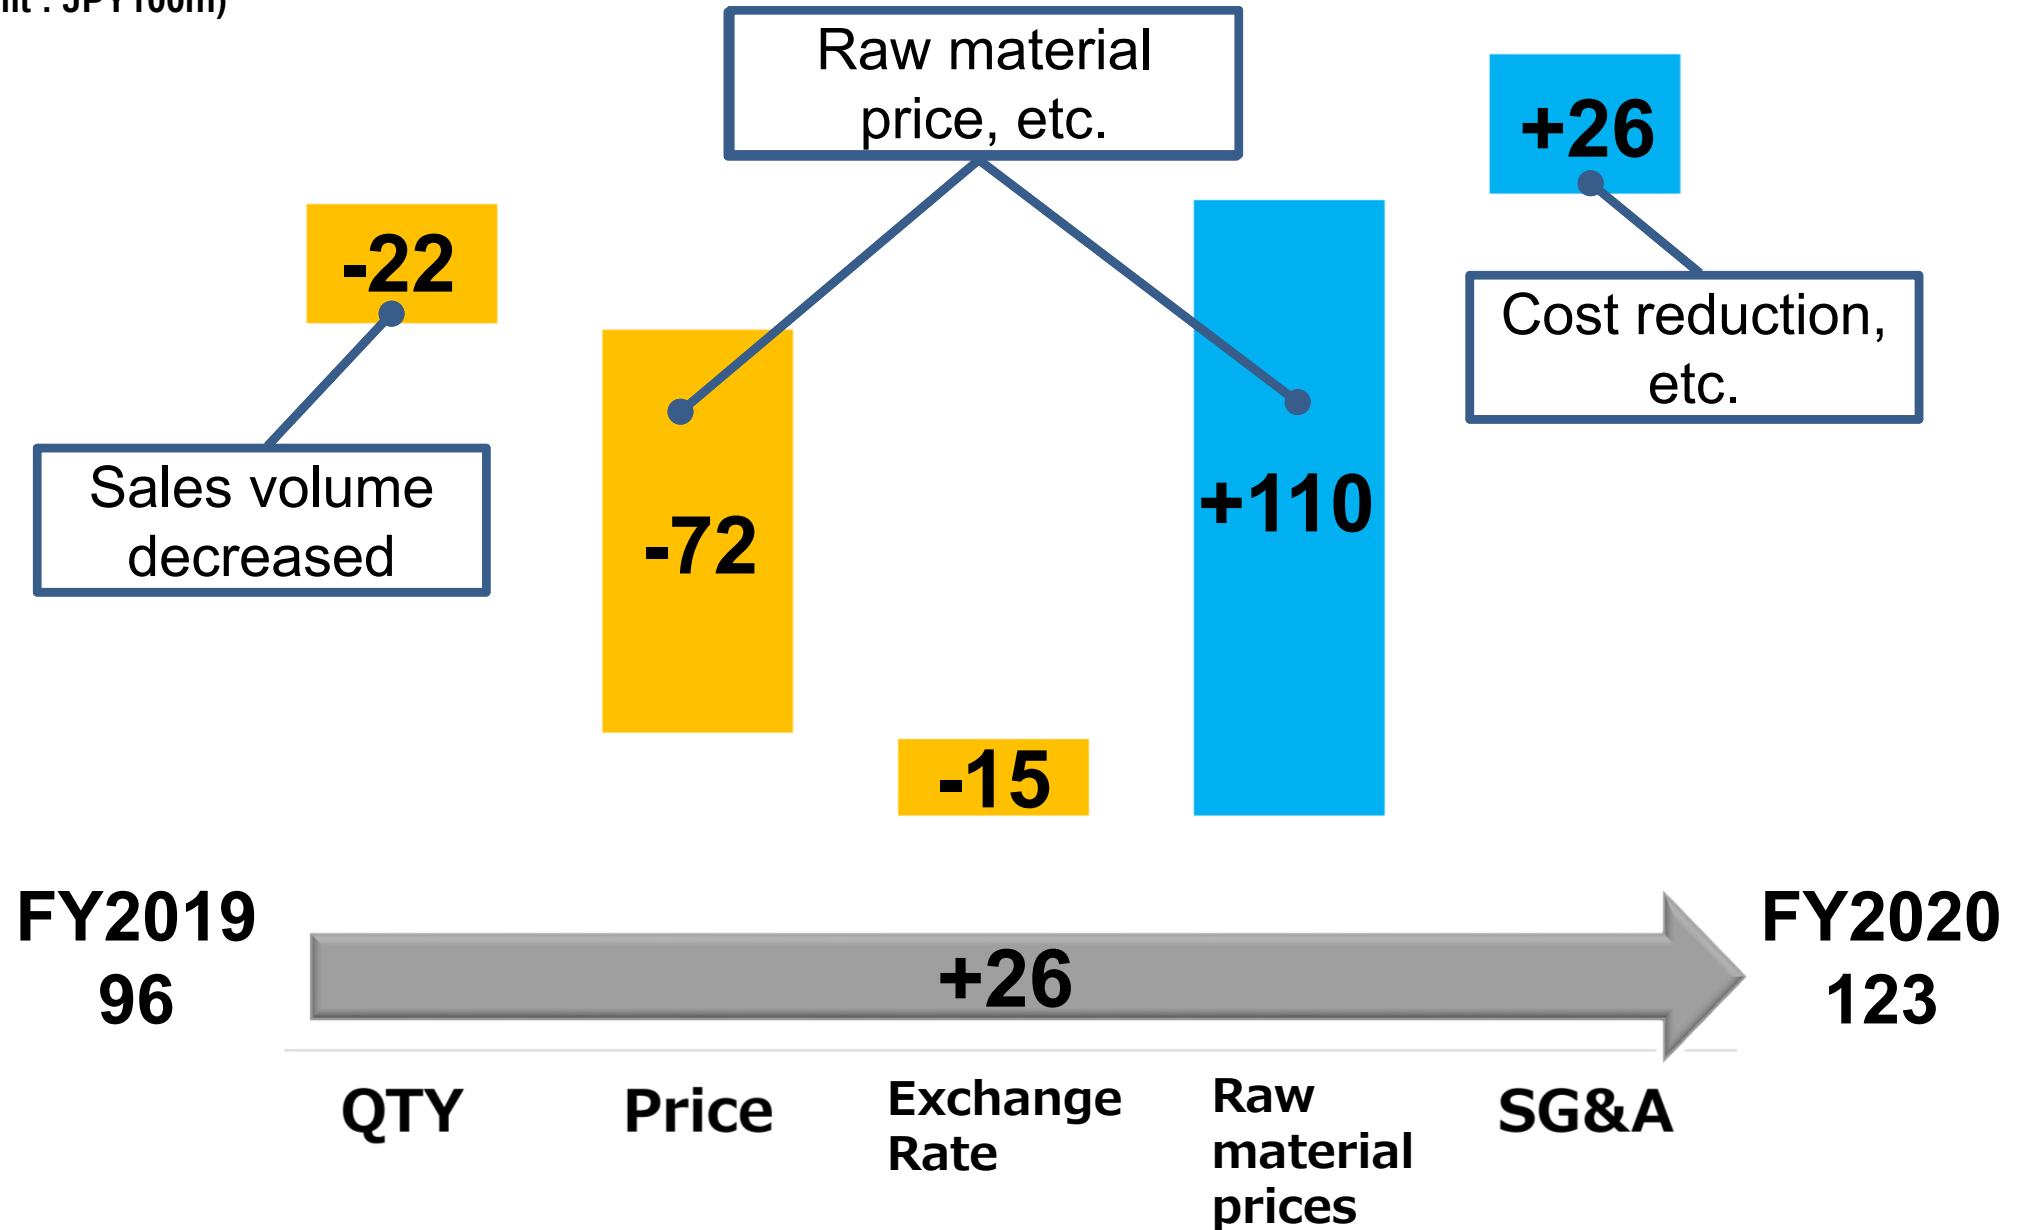 : JPY100m)
Raw material
price, etc.
+26
-22
Cost reduction,
etc.
Sales volume
decreased
-72
+110
-15
FY2019
96
+26
FY2020
123
QTY
Price
Exchange
Rate
Raw
material
prices
SG&A